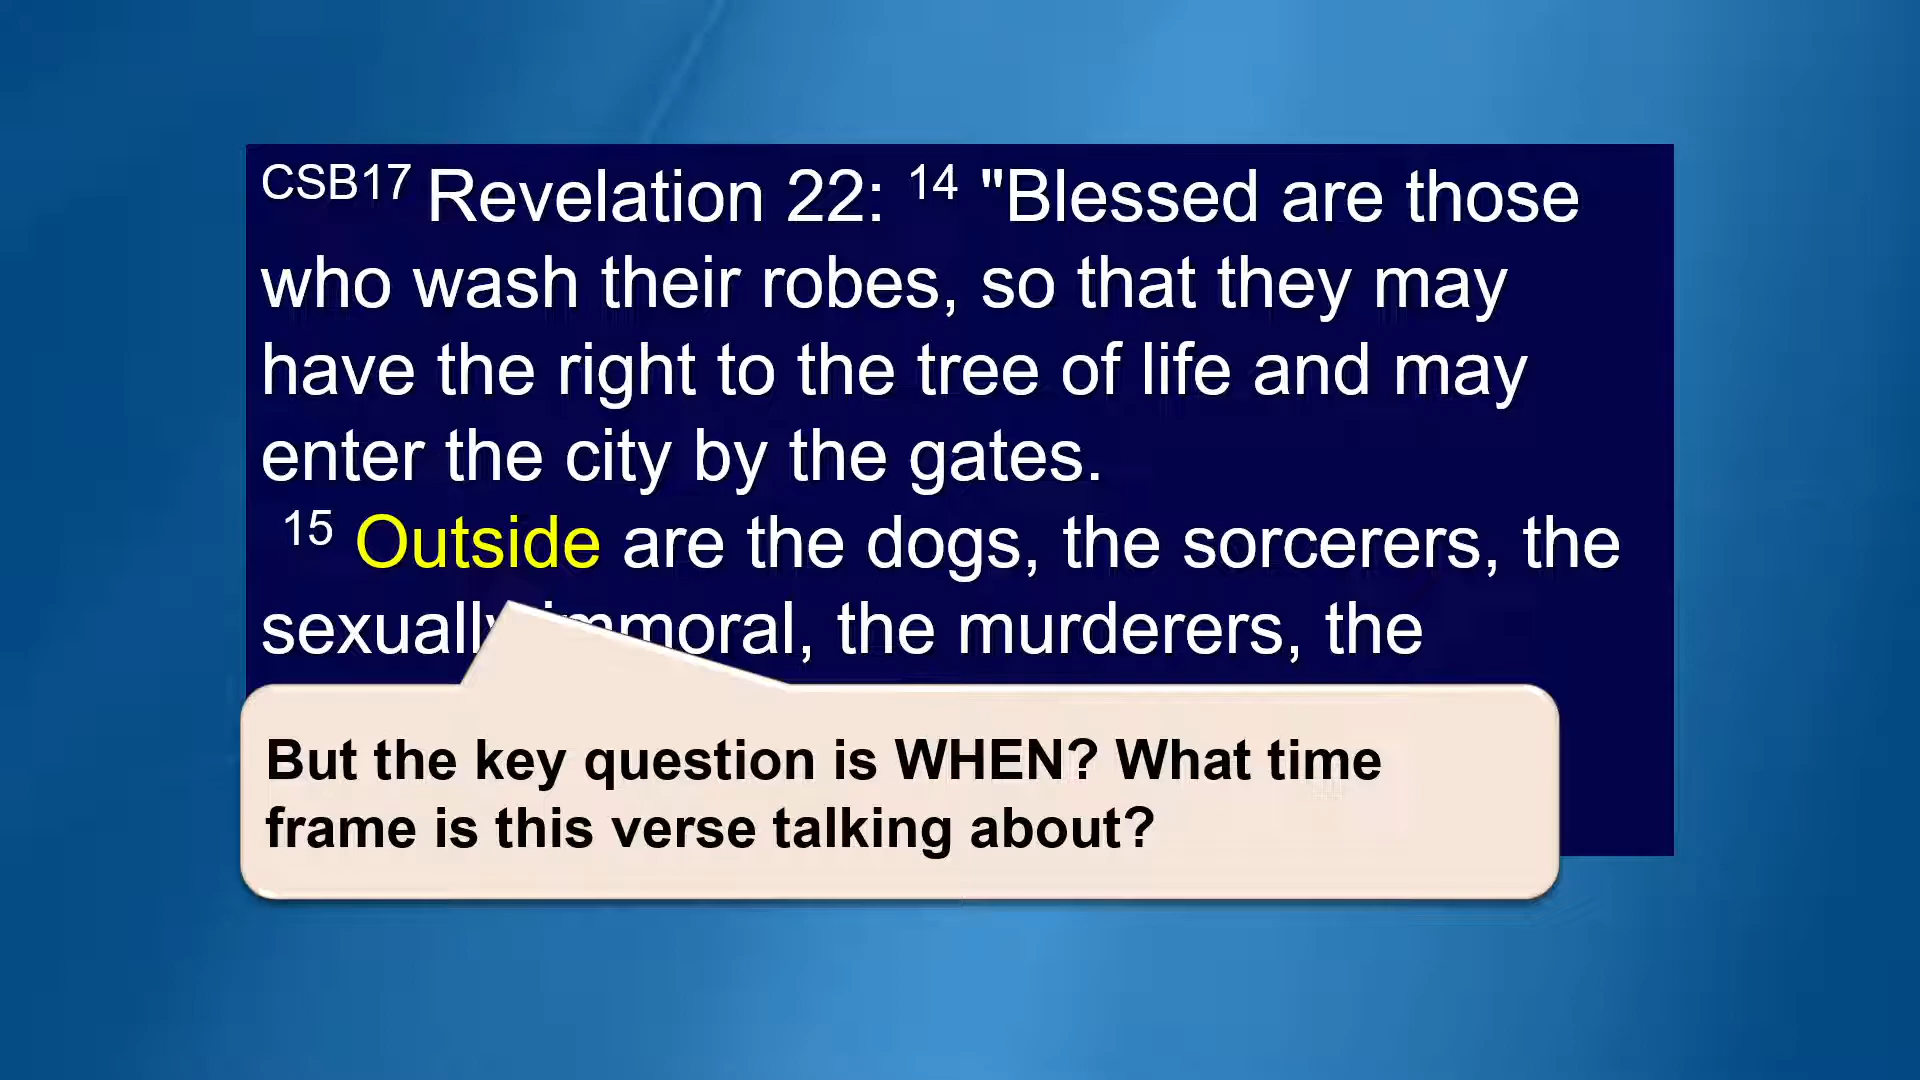 CSB17 Revelation 22: 14 "Blessed are those
who wash their robes, so that they may
have the right to the tree of life and may
enter the city by the gates.
15 Outside are the dogs, the sorcerers, the
sexually immoral, the murderers, the
But the key question is WHEN? What time
frame is this verse talking about?